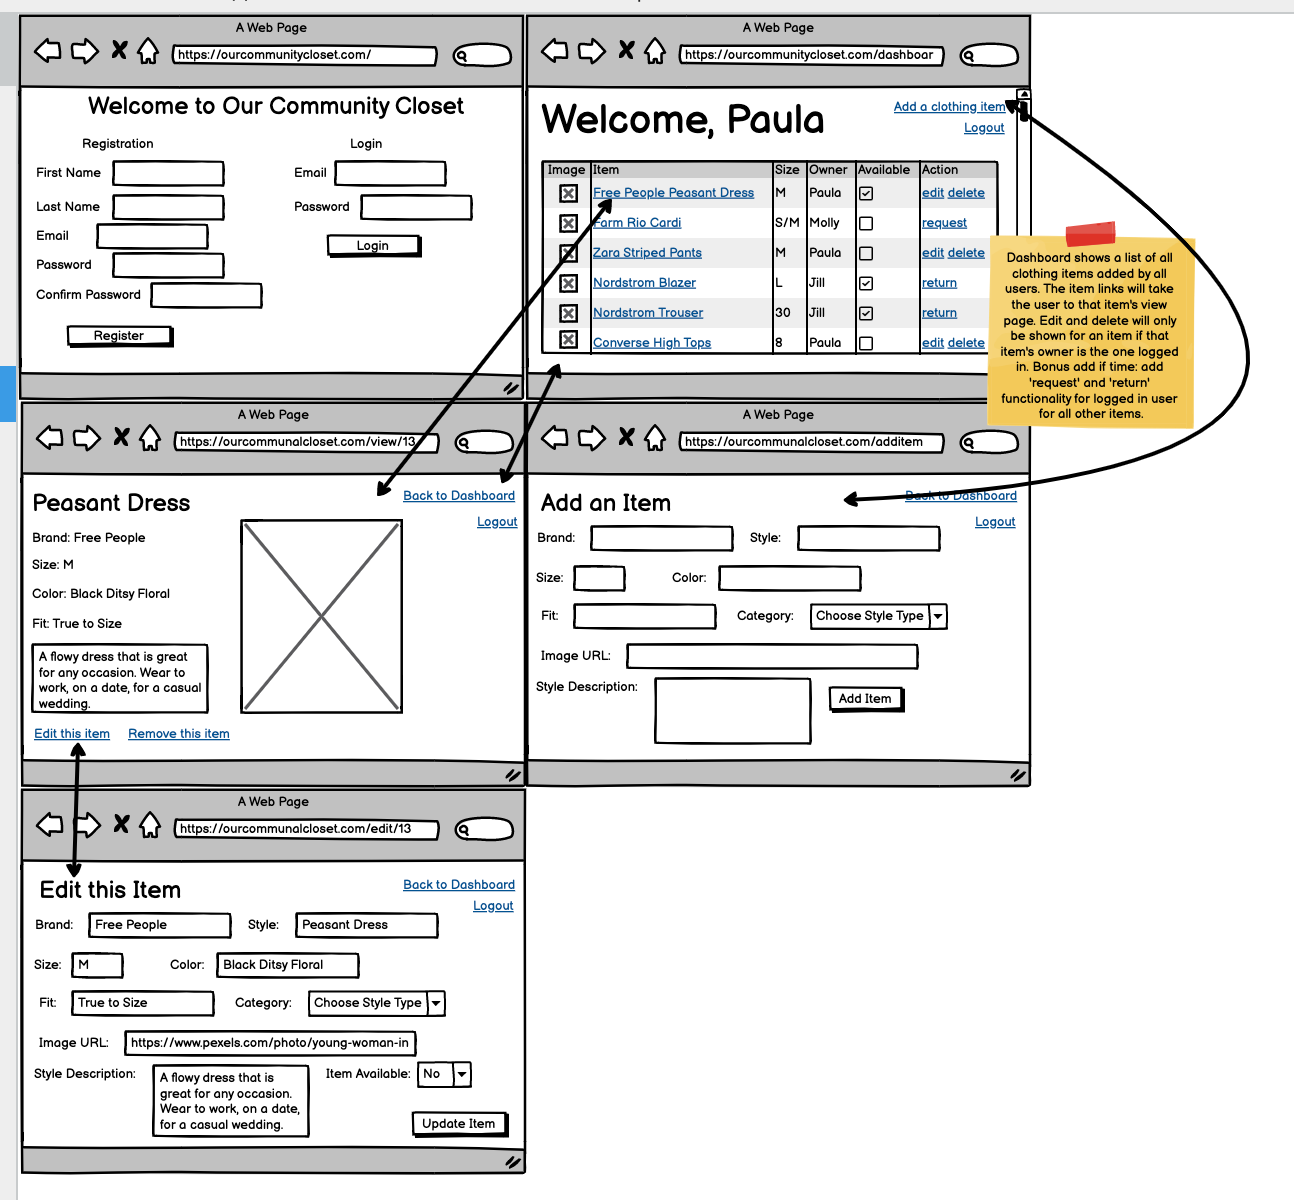 A Web Page
https://ourcommunitycloset.com/
Welcome to Our Community Closet
Registration
First Name
Last Name
Email
Password
Confirm Password
Register
Login
Email
Password
Login
A Web Page
https://ourcommunitycloset.com/dashboar
Welcome, Paula
Add a clothing item
Logout
Image Item Size Owner Available Action
Free People Peasant Dress M Paula edit delete
Farm Rio Cardi S/M Molly request
Zara Striped Pants M Paula edit delete
Nordstrom Blazer L Jill return
Nordstrom Trouser 30 Jill return
Converse High Tops 8 Paula edit delete
Dashboard shows a list of all
clothing items added by all
users. The item links will take
the user to that item's view
page. Edit and delete will only
be shown for an item if that
item's owner is the one logged
in. Bonus add if time: add
'request' and 'return'
functionality for logged in user
for all other items.
A Web Page
https://ourcommunalcloset.com/view/13
Peasant Dress
Back to Dashboard
Logout
Brand: Free People
Size: M
Color: Black Ditsy Floral
Fit: True to Size
A flowy dress that is great
for any occasion. Wear to
work, on a date, for a casual
wedding.
Edit this item Remove this item
A Web Page
https://ourcommunalcloset.com/additem
Add an Item
Back to Dashboard
Logout
Brand: Style:
Size: Color:
Fit: Category: Choose Style Type
Image URL:
Style Description:
Add Item
A Web Page
https://ourcommunalcloset.com/edit/13
Edit this Item
Back to Dashboard
Logout
Brand: Free People Style: Peasant Dress
Size: M Color: Black Ditsy Floral
Fit: True to Size Category: Choose Style Type
Image URL: https://www.pexels.com/photo/young-woman-in
Style Description:
A flowy dress that is
great for any occasion.
Wear to work, on a date,
for a casual wedding.
Item Available: No
Update Item